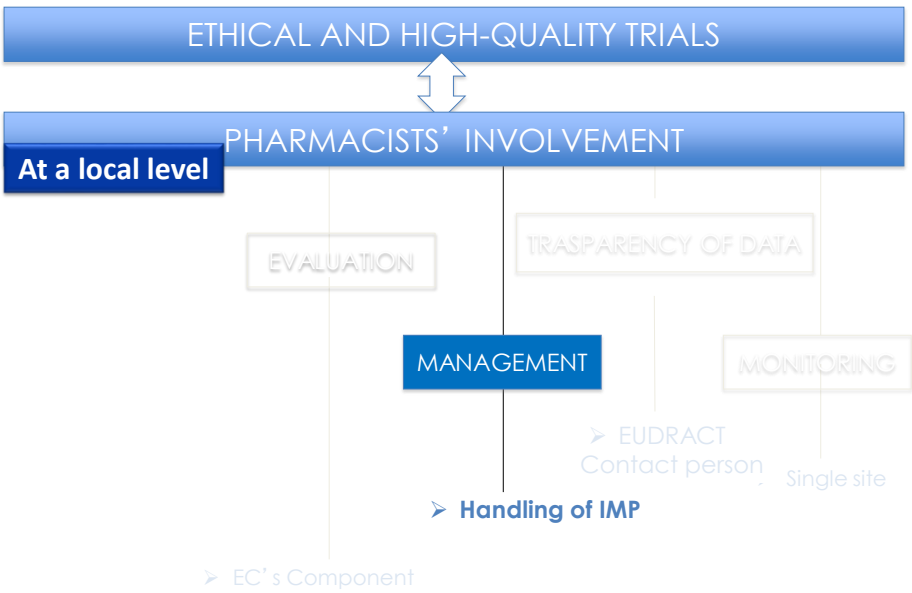 ETHICAL AND HIGH-QUALITY TRIALS
PHARMACISTS’ INVOLVEMENT
At a local level
EVALUATION
TRASPARENCY OF DATA
MANAGEMENT
MONITORING
➢ EUDRACT
Contact person
Single site
➢ Handling of IMP
➢ EC’s Component